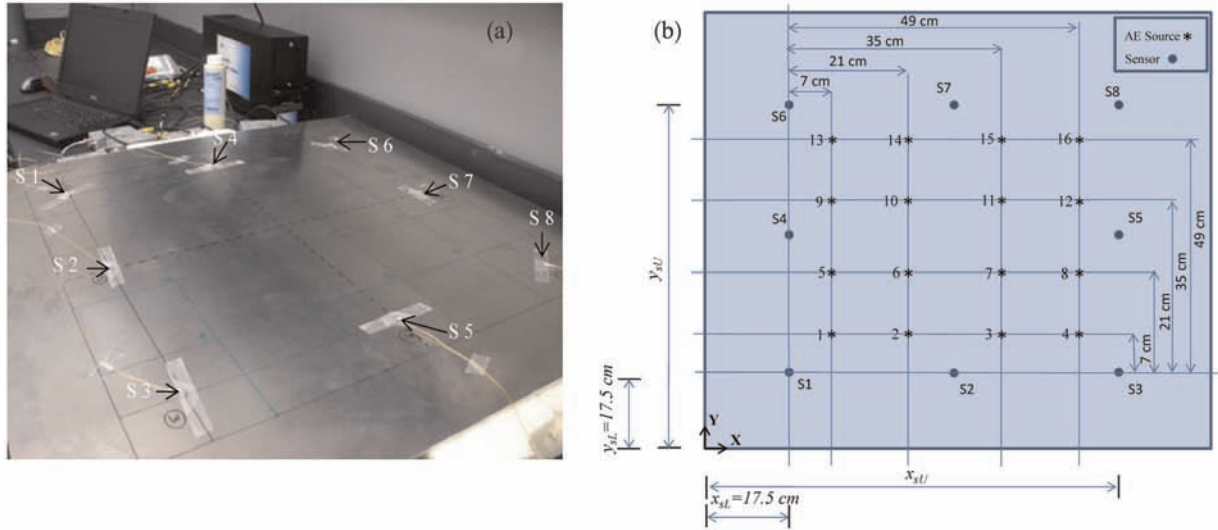 (a)
S 4
S 6
S 1
S 7
S 8
S 2
S 5
S 3
(b)
49 cm
AE Source *
Sensor
35 cm
21 cm
7 cm
S7
S8
S6
13
14
15
16
9
10
11
12
S4
S5
49 cm
35 cm
21 cm
7 cm
y_sU
5
6
7
8
1
2
3
4
S1
S2
S3
y_sL=17.5 cm
Y
X
x_sU
x_sL=17.5 cm